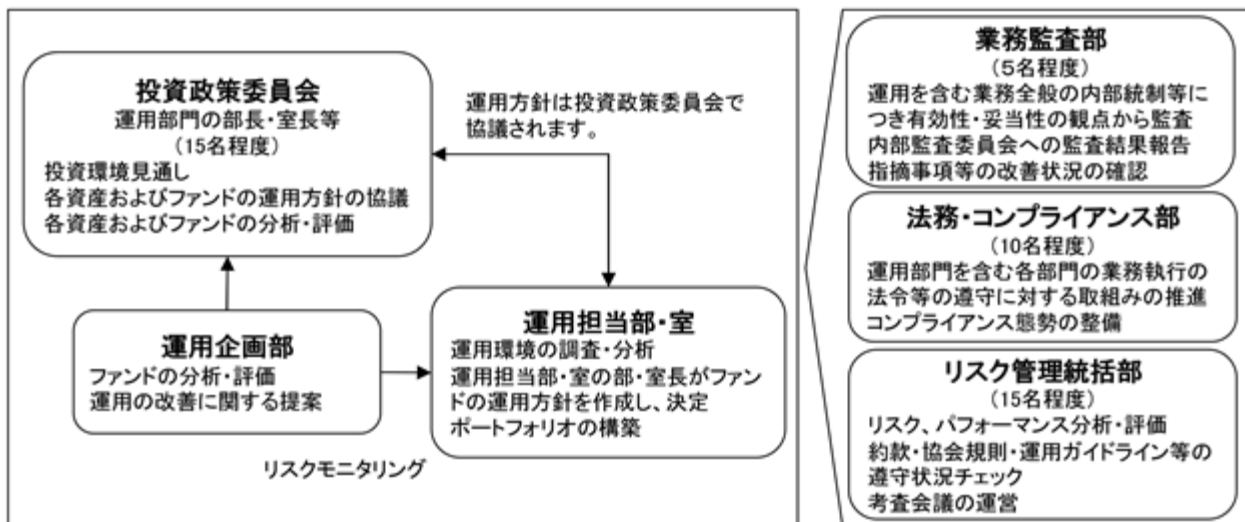 投資政策委員会
運用部門の部長・室長等
(15名程度)
投資環境見通し
各資産およびファンドの運用方針の協議
各資産およびファンドの分析・評価
運用方針は投資政策委員会で
協議されます。
運用企画部
ファンドの分析・評価
運用の改善に関する提案
運用担当部・室
運用環境の調査・分析
運用担当部・室の部・室長がファン
ドの運用方針を作成し、決定
ポートフォリオの構築
リスクモニタリング
業務監査部
(5名程度)
運用を含む業務全般の内部統制等に
つき有効性・妥当性の観点から監査
内部監査委員会への監査結果報告
指摘事項等の改善状況の確認
法務・コンプライアンス部
(10名程度)
運用部門を含む各部門の業務執行の
法令等の遵守に対する取組みの推進
コンプライアンス態勢の整備
リスク管理統括部
(15名程度)
リスク、パフォーマンス分析・評価
約款・協会規則・運用ガイドライン等の
遵守状況チェック
考査会議の運営